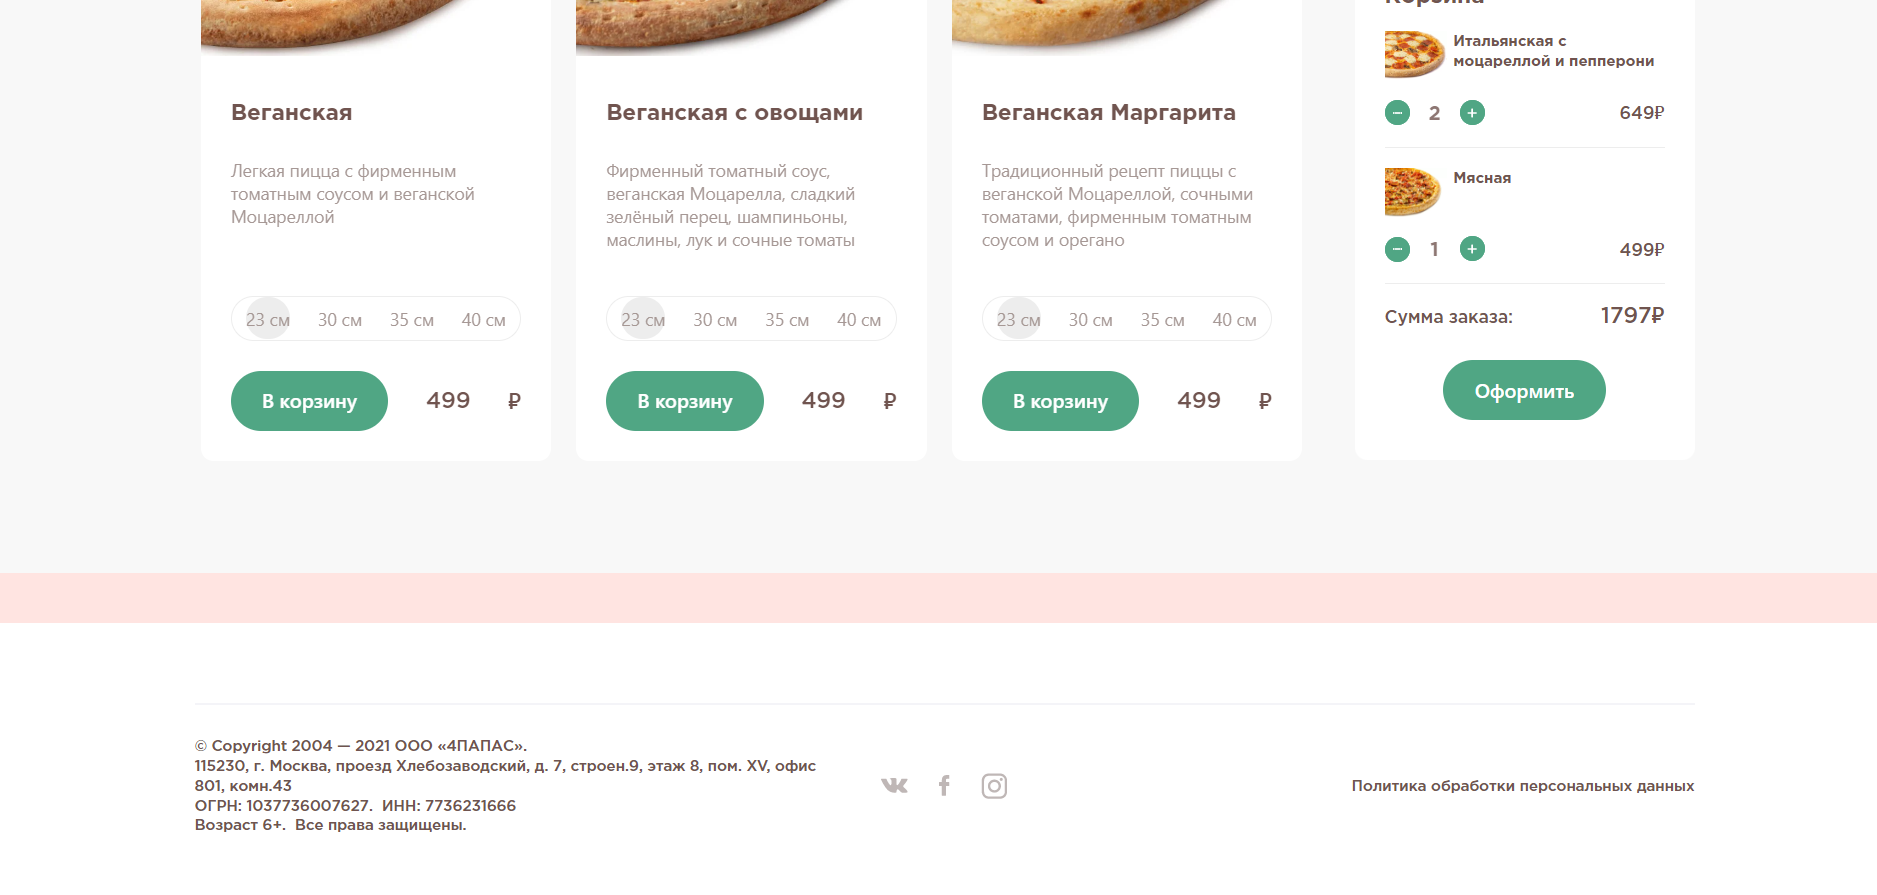 Веганская
Легкая пицца с фирменным
томатным соусом и веганской
Моцареллой
23 см 30 см 35 см 40 см
В корзину 499 ₽
Веганская с овощами
Фирменный томатный соус,
веганская Моцарелла, сладкий
зелёный перец, шампиньоны,
маслины, лук и сочные томаты
23 см 30 см 35 см 40 см
В корзину 499 ₽
Веганская Маргарита
Традиционный рецепт пиццы с
веганской Моцареллой, сочными
томатами, фирменным томатным
соусом и орегано
23 см 30 см 35 см 40 см
В корзину 499 ₽
Корзина
Итальянская с
моцареллой и пепперони
2 649₽
Мясная
1 499₽
Сумма заказа: 1797₽
Оформить
© Copyright 2004 — 2021 ООО «4ПАПАС».
115230, г. Москва, проезд Хлебозаводский, д. 7, строен.9, этаж 8, пом. XV, офис
801, комн.43
ОГРН: 1037736007627. ИНН: 7736231666
Возраст 6+. Все права защищены.
Политика обработки персональных данных